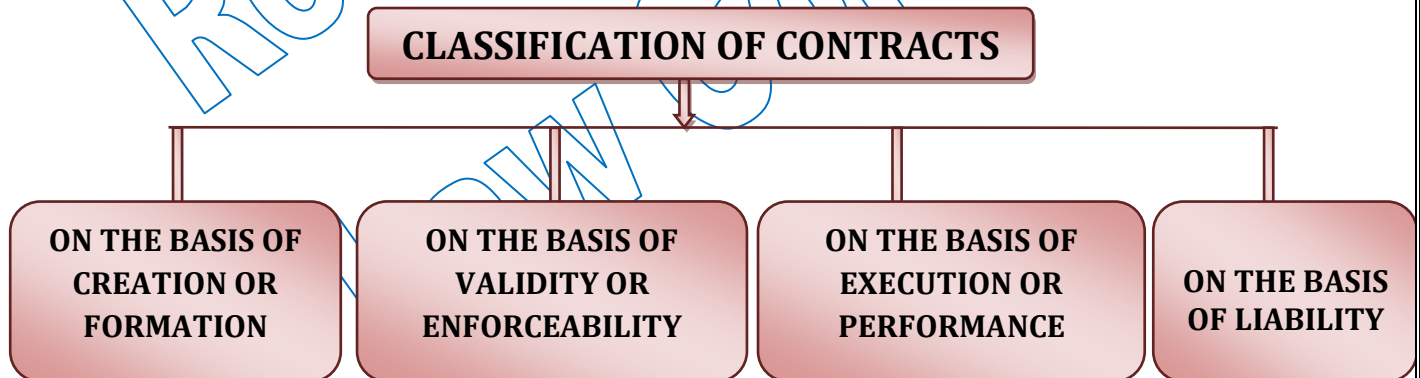 CLASSIFICATION OF CONTRACTS
ON THE BASIS OF
CREATION OR
FORMATION
ON THE BASIS OF
VALIDITY OR
ENFORCEABILITY
ON THE BASIS OF
EXECUTION OR
PERFORMANCE
ON THE BASIS
OF LIABILITY